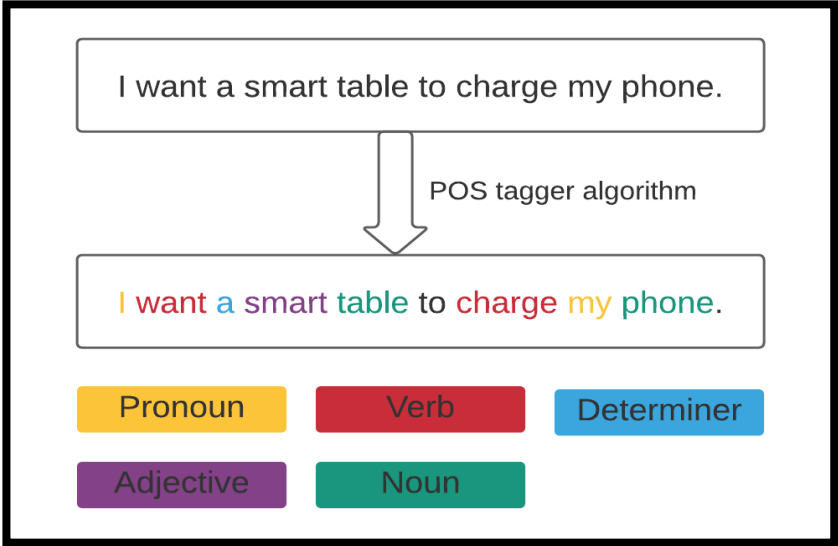 I want a smart table to charge my phone.
POS tagger algorithm
I want a smart table to charge my phone.
Pronoun Verb Determiner
Adjective Noun